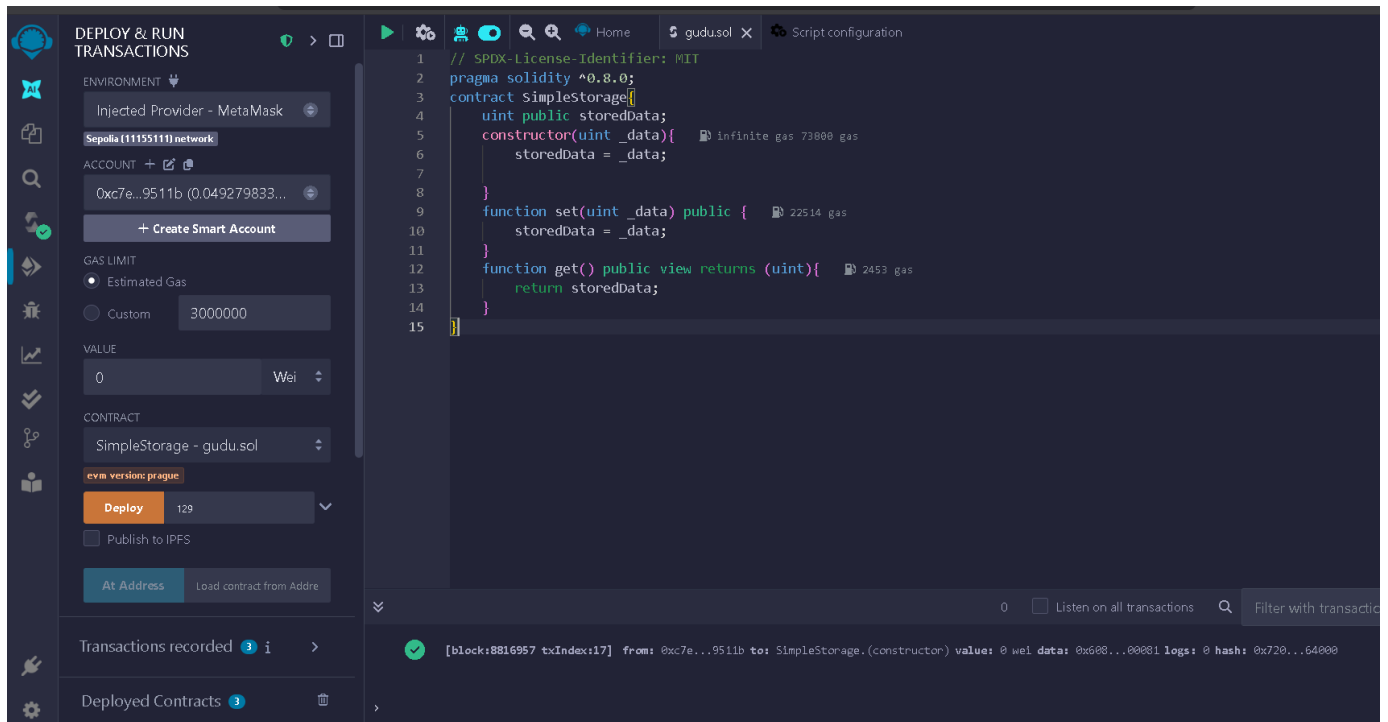 DEPLOY & RUN
TRANSACTIONS
ENVIRONMENT
Injected Provider - MetaMask
Sepolia (11155111) network
ACCOUNT
0xc7e...9511b (0.049279833...
+ Create Smart Account
GAS LIMIT
Estimated Gas
Custom 3000000
VALUE
0 Wei
CONTRACT
SimpleStorage - gudu.sol
evm version: prague
Deploy 129
Publish to IPFS
At Address Load contract from Addre
Transactions recorded 3 i
Deployed Contracts 3
AI
Home gudu.sol Script configuration
1 // SPDX-License-Identifier: MIT
2 pragma solidity ^0.8.0;
3 contract SimpleStorage{
4 uint public storedData;
5 constructor(uint _data){ infinite gas 73800 gas
6 storedData = _data;
7
8 }
9 function set(uint _data) public { 22514 gas
10 storedData = _data;
11 }
12 function get() public view returns (uint){ 2453 gas
13 return storedData;
14 }
15 }
0 Listen on all transactions Filter with transactic
[block:8816957 txIndex:17] from: 0xc7e...9511b to: SimpleStorage.(constructor) value: 0 wei data: 0x608...00081 logs: 0 hash: 0x720...64000
>